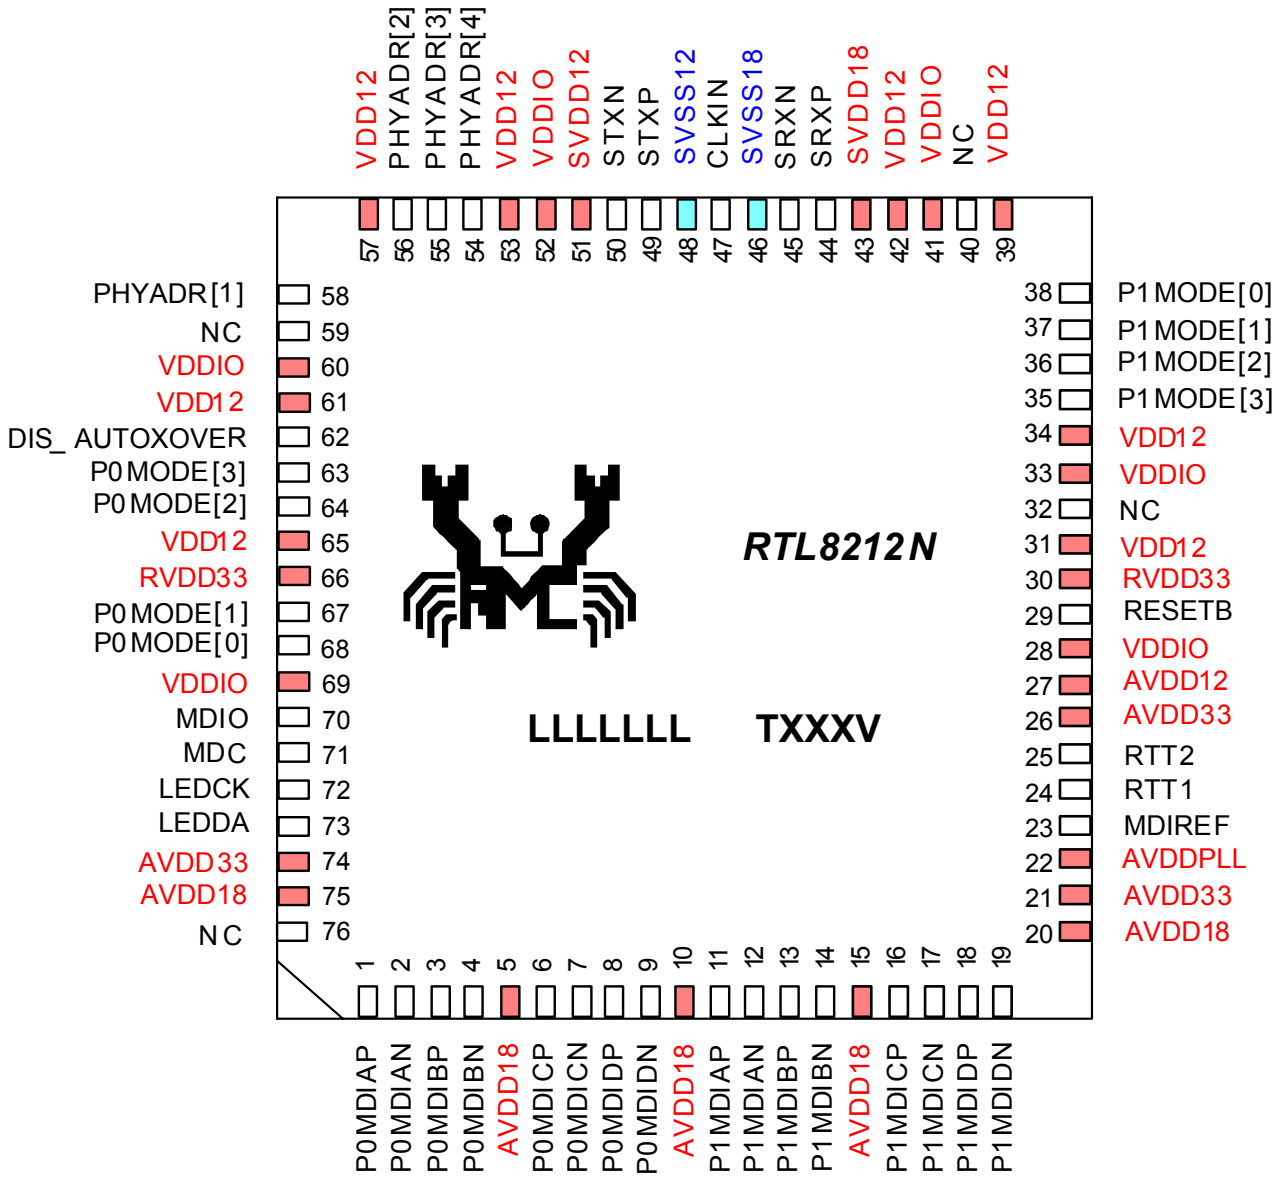 VDD12
PHYADR[2]
PHYADR[3]
PHYADR[4]
VDD12
VDDIO
SVDD12
STXN
STXP
SVSS12
CLKIN
SVSS18
SRXN
SRXP
SVDD18
VDD12
VDDIO
NC
VDD12
57
56
55
54
53
52
51
50
49
48
47
46
45
44
43
42
41
40
39
PHYADR[1] 58
NC 59
VDDIO 60
VDD12 61
DIS_ AUTOXOVER 62
P0MODE[3] 63
P0MODE[2] 64
VDD12 65
RVDD33 66
P0MODE[1] 67
P0MODE[0] 68
VDDIO 69
MDIO 70
MDC 71
LEDCK 72
LEDDA 73
AVDD33 74
AVDD18 75
NC 76
RTL8212N
LLLLLLL TXXXV
38 P1MODE[0]
37 P1MODE[1]
36 P1MODE[2]
35 P1MODE[3]
34 VDD12
33 VDDIO
32 NC
31 VDD12
30 RVDD33
29 RESETB
28 VDDIO
27 AVDD12
26 AVDD33
25 RTT2
24 RTT1
23 MDIREF
22 AVDDPLL
21 AVDD33
20 AVDD18
1
2
3
4
5
6
7
8
9
10
11
12
13
14
15
16
17
18
19
P0MDIAP
P0MDIAN
P0MDIBP
P0MDIBN
AVDD18
P0MDICP
P0MDICN
P0MDIDP
P0MDIDN
AVDD18
P1MDIAP
P1MDIAN
P1MDIBP
P1MDIBN
AVDD18
P1MDICP
P1MDICN
P1MDIDP
P1MDIDN